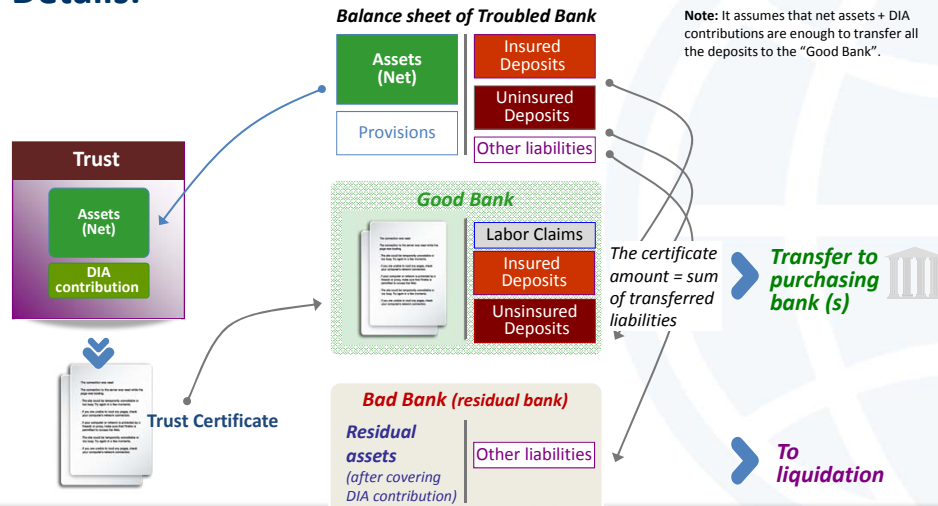 Details:
Balance sheet of Troubled Bank
Note: It assumes that net assets + DIA
contributions are enough to transfer all
the deposits to the “Good Bank”.
Assets
(Net)
Provisions
Insured
Deposits
Uninsured
Deposits
Other liabilities
Trust
Assets
(Net)
DIA
contribution
Trust Certificate
Good Bank
Labor Claims
Insured
Deposits
Unsinsured
Deposits
The certificate
amount = sum
of transferred
liabilities
Transfer to
purchasing
bank (s)
Bad Bank (residual bank)
Residual
assets
(after covering
DIA contribution)
Other liabilities
To
liquidation